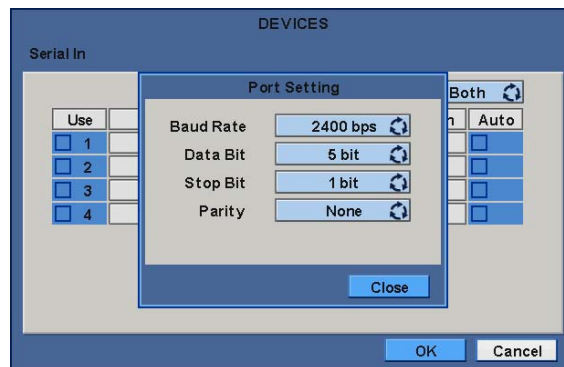 DEVICES
Serial In
Port Setting
Both
Use
Auto
Baud Rate 2400 bps
Data Bit 5 bit
Stop Bit 1 bit
Parity None
1
2
3
4
Close
OK Cancel